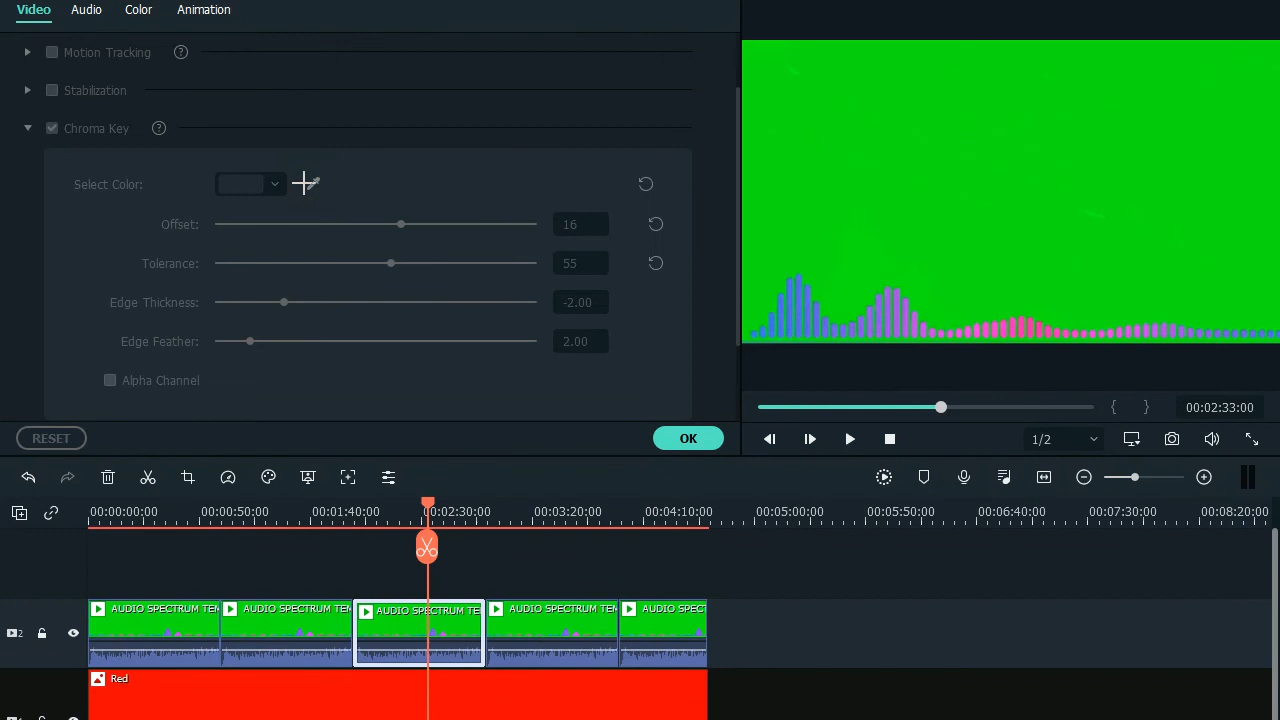 Video Audio Color Animation
Motion Tracking ?
Stabilization
Chroma Key ?
Select Color:
Offset: 16
Tolerance: 55
Edge Thickness: -2.00
Edge Feather: 2.00
Alpha Channel
{ } 00:02:33:00
RESET OK
1/2
00:00:00:00 00:00:50:00 00:01:40:00 00:02:30:00 00:03:20:00 00:04:10:00 00:05:00:00 00:05:50:00 00:06:40:00 00:07:30:00 00:08:20:00
AUDIO SPECTRUM TEM AUDIO SPECTRUM TEM AUDIO SPECTRUM TE AUDIO SPECTRUM TEM AUDIO SPECT
2
Red